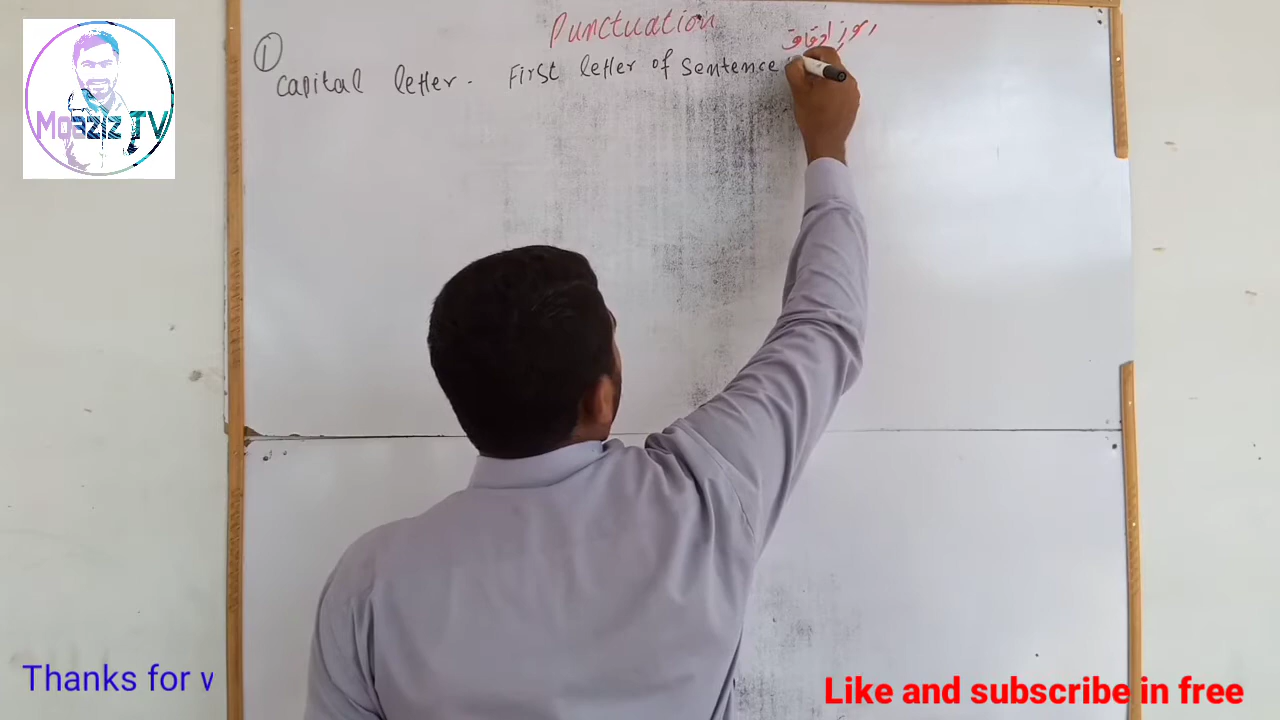 Punctuation
رموز اوقاف
① Capital letter. First letter of Sentence
Moaziz TV
Thanks for
Like and subscribe in free